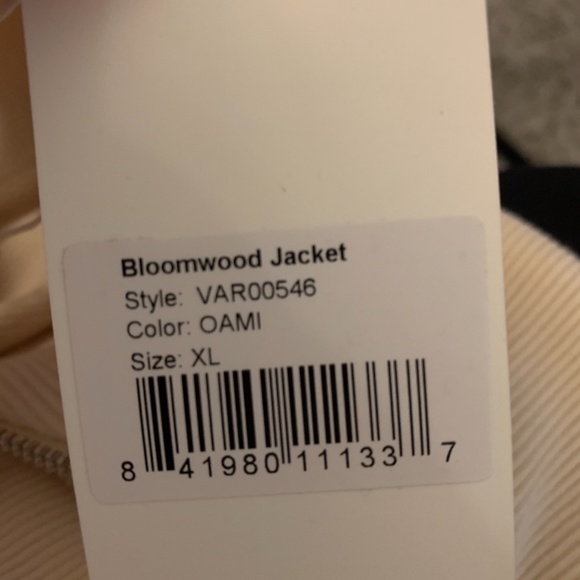 Bloomwood Jacket
Style: VAR00546
Color: OAMI
Size: XL
8 41980 11133 7